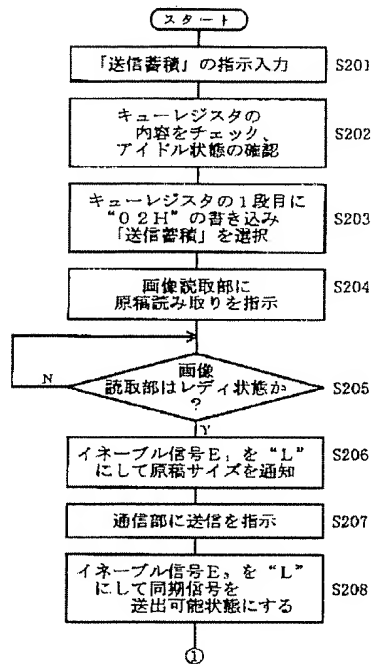 スタート
「送信蓄積」の指示入力
S201
キューレジスタの
内容をチェック、
アイドル状態の確認
S202
キューレジスタの1段目に
“02H”の書き込み
「送信蓄積」を選択
S203
画像読取部に
原稿読み取りを指示
S204
画像
読取部はレディ状態か
?
N
S205
Y
イネーブル信号E₁を“L”
にして原稿サイズを通知
S206
通信部に送信を指示
S207
イネーブル信号E₃を“L”
にして同期信号を
送出可能状態にする
S208
①